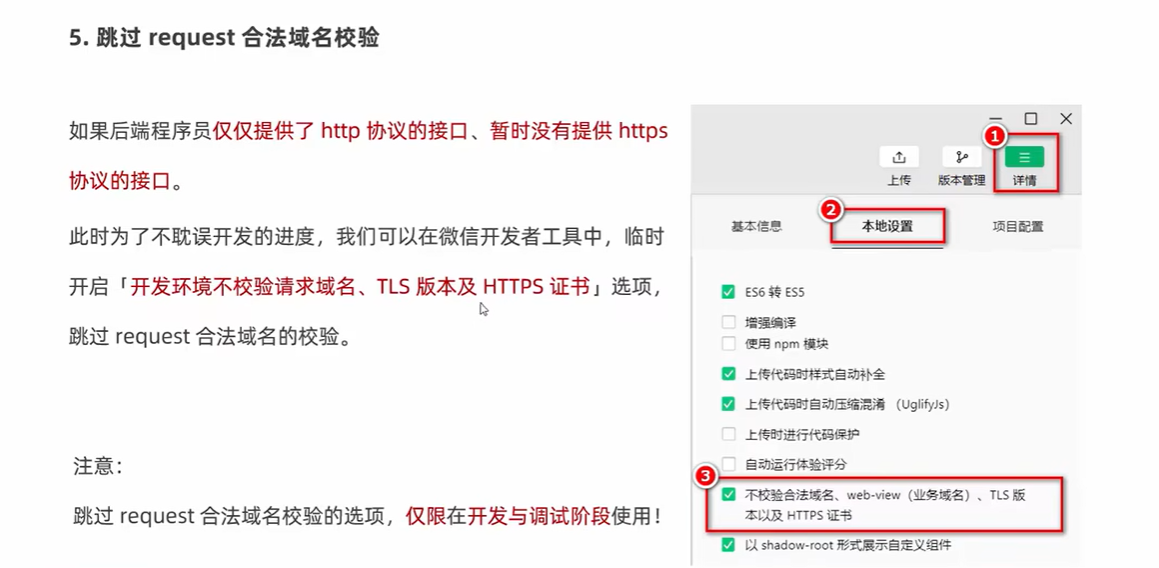 5. 跳过 request 合法域名校验
如果后端程序员仅仅提供了 http 协议的接口、暂时没有提供 https
协议的接口。
此时为了不耽误开发的进度，我们可以在微信开发者工具中，临时
开启「开发环境不校验请求域名、TLS 版本及 HTTPS 证书」选项，
跳过 request 合法域名的校验。
注意：
跳过 request 合法域名校验的选项，仅限在开发与调试阶段使用！
1
上传
版本管理
详情
2
基本信息
本地设置
项目配置
ES6 转 ES5
增强编译
使用 npm 模块
上传代码时样式自动补全
上传代码时自动压缩混淆 （UglifyJs）
上传时进行代码保护
自动运行体验评分
3
不校验合法域名、web-view（业务域名）、TLS 版
本以及 HTTPS 证书
以 shadow-root 形式展示自定义组件